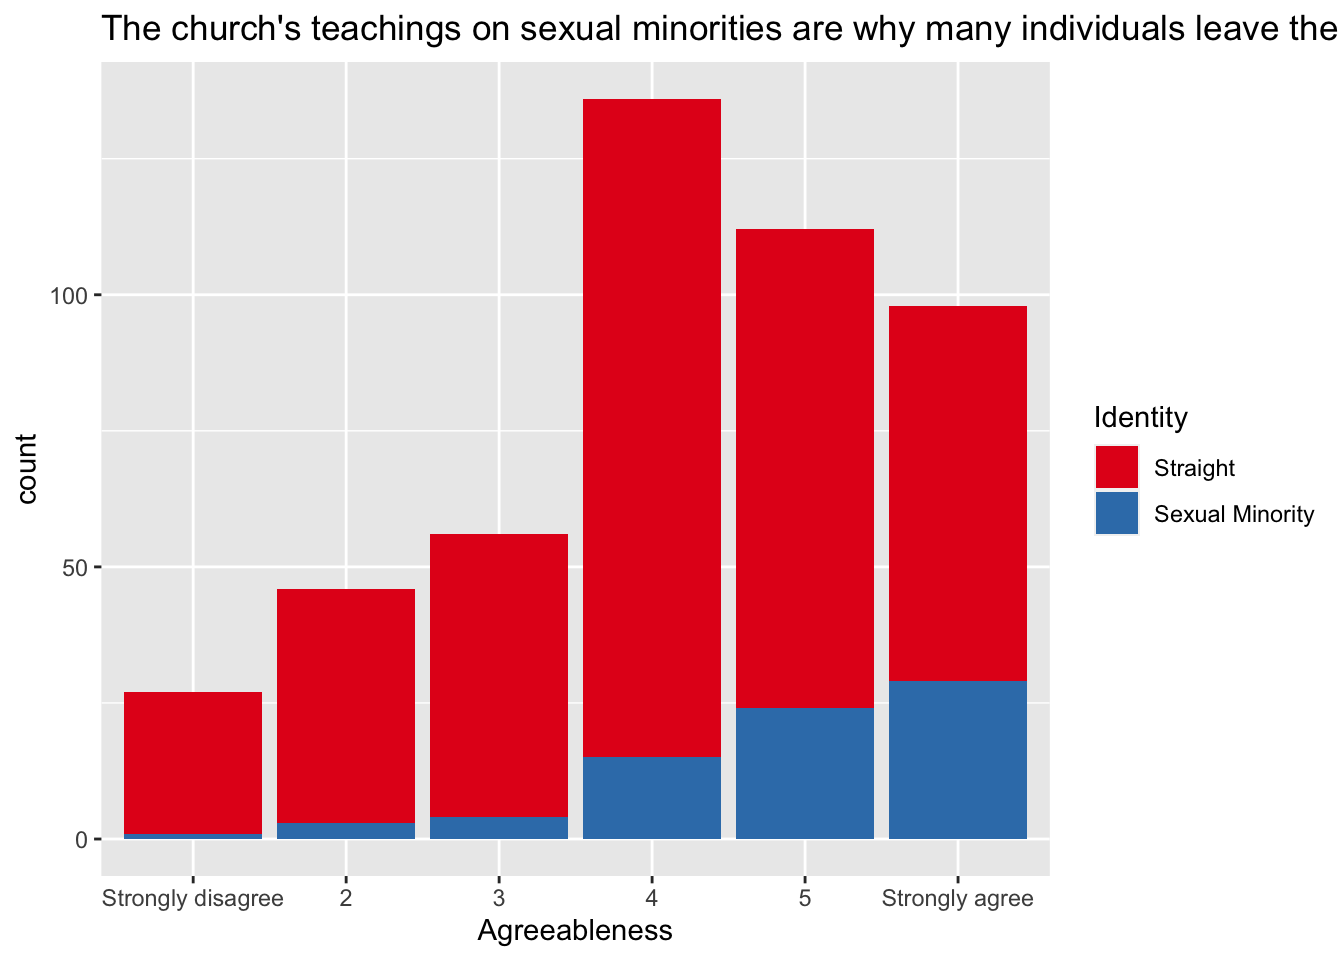 The church's teachings on sexual minorities are why many individuals leave the
count
100
50
0
Strongly disagree
2
3
4
5
Strongly agree
Agreeableness
Identity
Straight
Sexual Minority